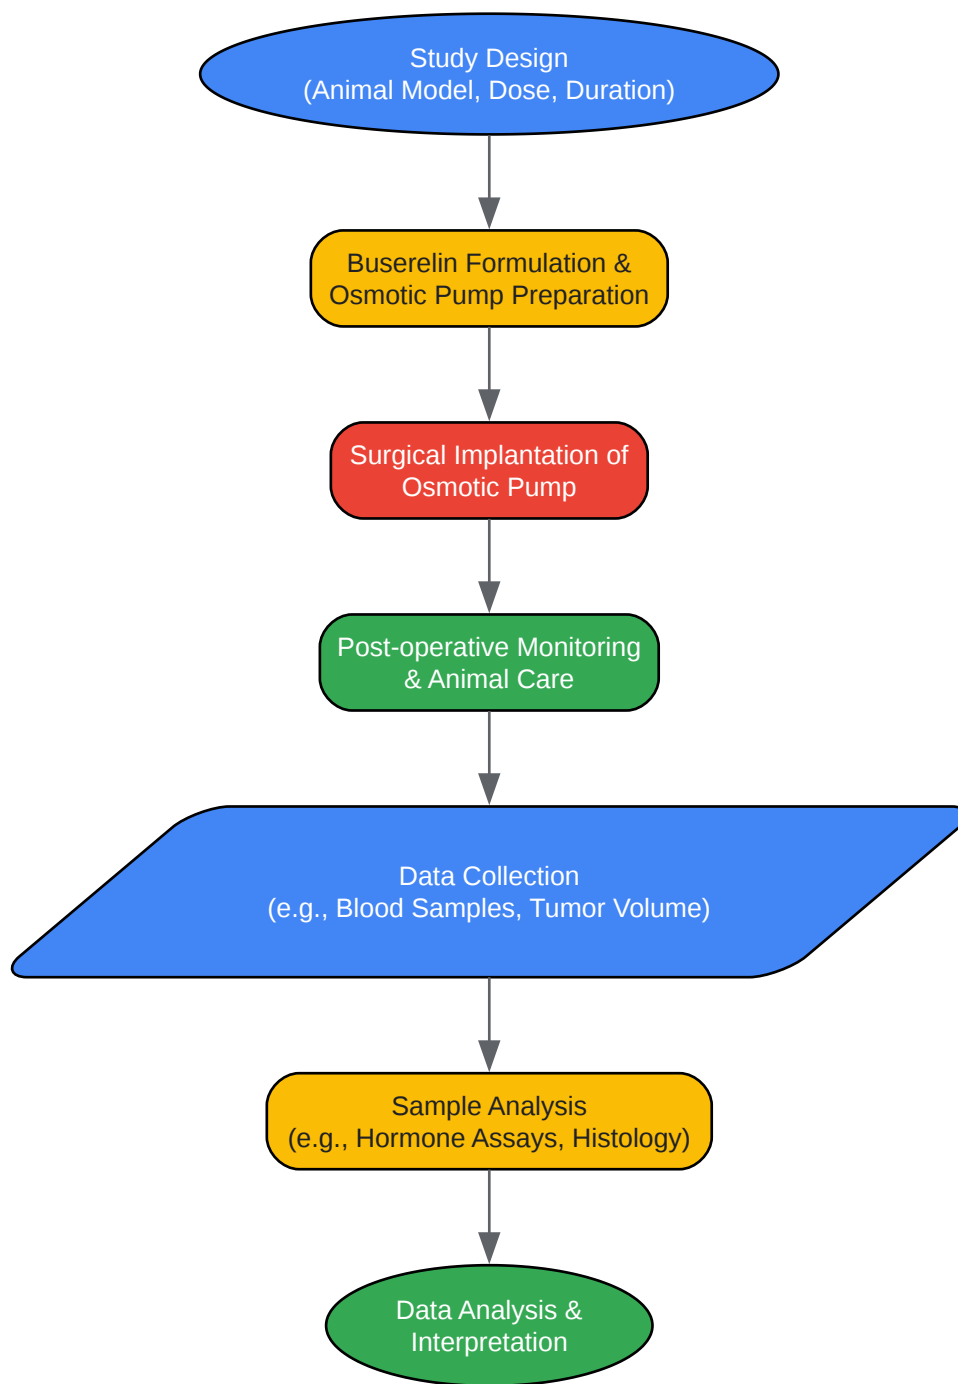 Study Design
(Animal Model, Dose, Duration)
Buserelin Formulation &
Osmotic Pump Preparation
Surgical Implantation of
Osmotic Pump
Post-operative Monitoring
& Animal Care
Data Collection
(e.g., Blood Samples, Tumor Volume)
Sample Analysis
(e.g., Hormone Assays, Histology)
Data Analysis &
Interpretation